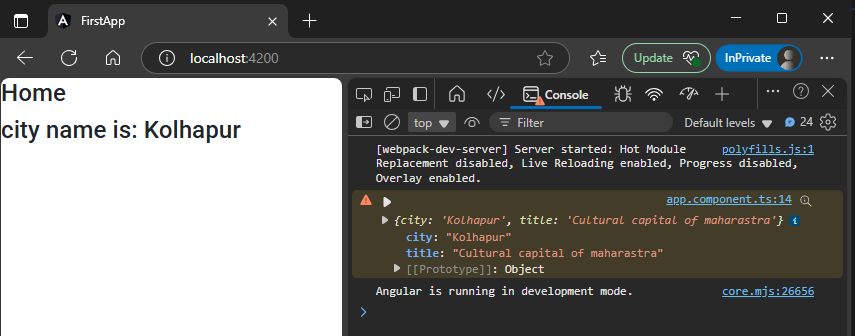 FirstApp
localhost:4200
Update
InPrivate
Home
city name is: Kolhapur
Console
top
Filter
Default levels
24
[webpack-dev-server] Server started: Hot Module polyfills.js:1
Replacement disabled, Live Reloading enabled, Progress disabled,
Overlay enabled.
app.component.ts:14
{city: 'Kolhapur', title: 'Cultural capital of maharastra'} i
city: "Kolhapur"
title: "Cultural capital of maharastra"
[[Prototype]]: Object
Angular is running in development mode. core.mjs:26656